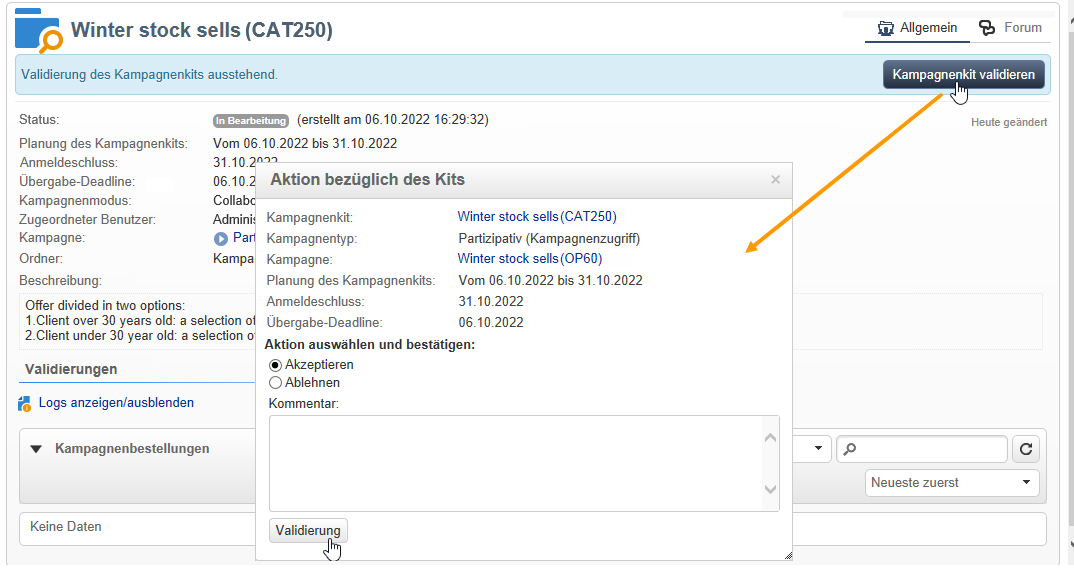 Winter stock sells (CAT250)
Allgemein
Forum
Validierung des Kampagnenkits ausstehend.
Kampagnenkit validieren
Status: In Bearbeitung (erstellt am 06.10.2022 16:29:32)
Heute geändert
Planung des Kampagnenkits: Vom 06.10.2022 bis 31.10.2022
Anmeldeschluss: 31.10.2022
Übergabe-Deadline: 06.10.2
Kampagnenmodus: Collabo
Zugeordneter Benutzer: Adminis
Kampagne: Part
Ordner: Kampa
Beschreibung:
Offer divided in two options:
1.Client over 30 years old: a selection of
2.Client under 30 year old: a selection o
Validierungen
Logs anzeigen/ausblenden
Kampagnenbestellungen
Neueste zuerst
Keine Daten
Aktion bezüglich des Kits
Kampagnenkit: Winter stock sells (CAT250)
Kampagnentyp: Partizipativ (Kampagnenzugriff)
Kampagne: Winter stock sells (OP60)
Planung des Kampagnenkits: Vom 06.10.2022 bis 31.10.2022
Anmeldeschluss: 31.10.2022
Übergabe-Deadline: 06.10.2022
Aktion auswählen und bestätigen:
Akzeptieren
Ablehnen
Kommentar:
Validierung